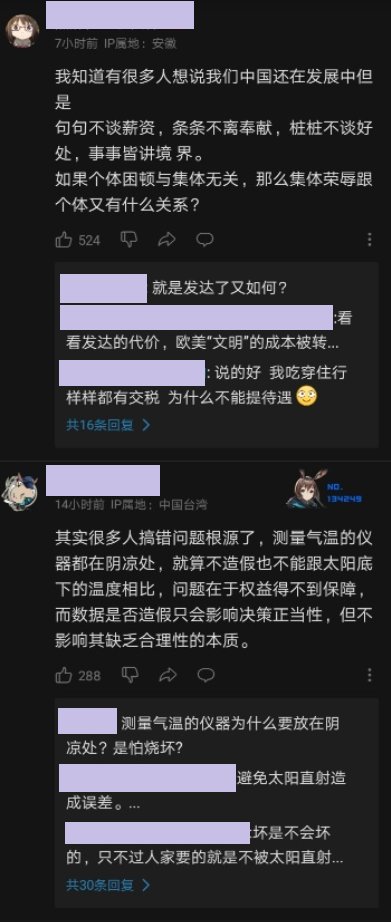 7小时前 IP属地：安徽
我知道有很多人想说我们中国还在发展中但
是
句句不谈薪资，条条不离奉献，桩桩不谈好
处，事事皆讲境 界。
如果个体困顿与集体无关，那么集体荣辱跟
个体又有什么关系？
524
就是发达了又如何？
:看
看发达的代价，欧美“文明”的成本被转...
: 说的好 我吃穿住行
样样都有交税 为什么不能提待遇
共16条回复
NO.
134249
14小时前 IP属地：中国台湾
其实很多人搞错问题根源了，测量气温的仪
器都在阴凉处，就算不造假也不能跟太阳底
下的温度相比，问题在于权益得不到保障，
而数据是否造假只会影响决策正当性，但不
影响其缺乏合理性的本质。
288
测量气温的仪器为什么要放在阴
凉处？是怕烧坏?
避免太阳直射造
成误差。...
坏是不会坏
的，只不过人家要的就是不被太阳直射...
共30条回复